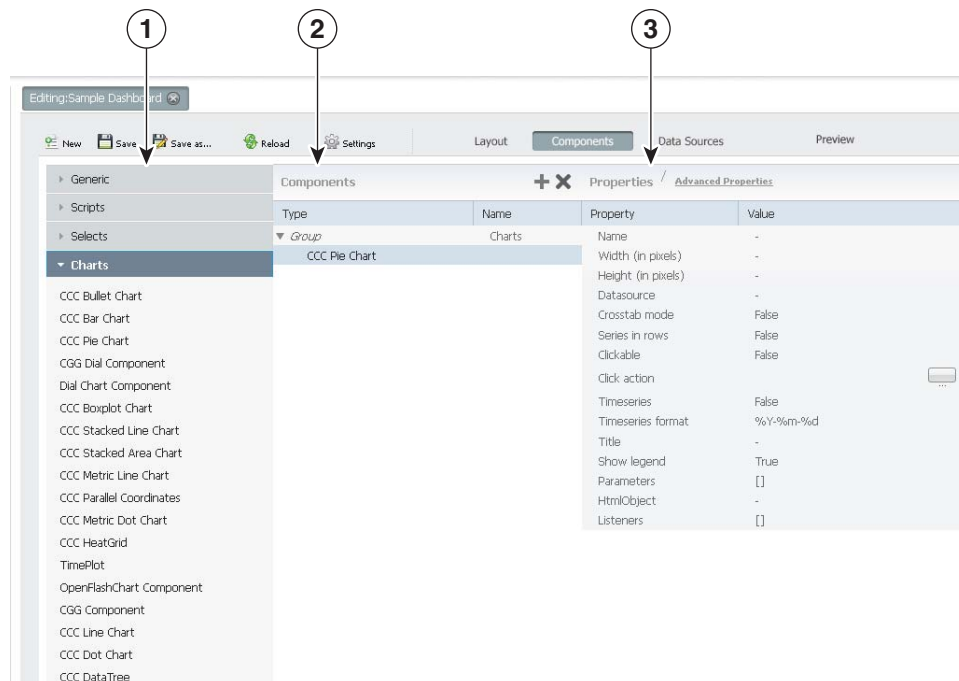 1 2 3
Editing:Sample Dashboard
New Save Save as... Reload Settings Layout Components Data Sources Preview
Generic
Scripts
Selects
Charts
CCC Bullet Chart
CCC Bar Chart
CCC Pie Chart
CGG Dial Component
Dial Chart Component
CCC Boxplot Chart
CCC Stacked Line Chart
CCC Stacked Area Chart
CCC Metric Line Chart
CCC Parallel Coordinates
CCC Metric Dot Chart
CCC HeatGrid
TimePlot
OpenFlashChart Component
CGG Component
CCC Line Chart
CCC Dot Chart
CCC DataTree
Components
Type Name
Group Charts
CCC Pie Chart
Properties / Advanced Properties
Property Value
Name -
Width (in pixels) -
Height (in pixels) -
Datasource -
Crosstab mode False
Series in rows False
Clickable False
Click action ...
Timeseries False
Timeseries format %Y-%m-%d
Title -
Show legend True
Parameters []
HtmlObject -
Listeners []